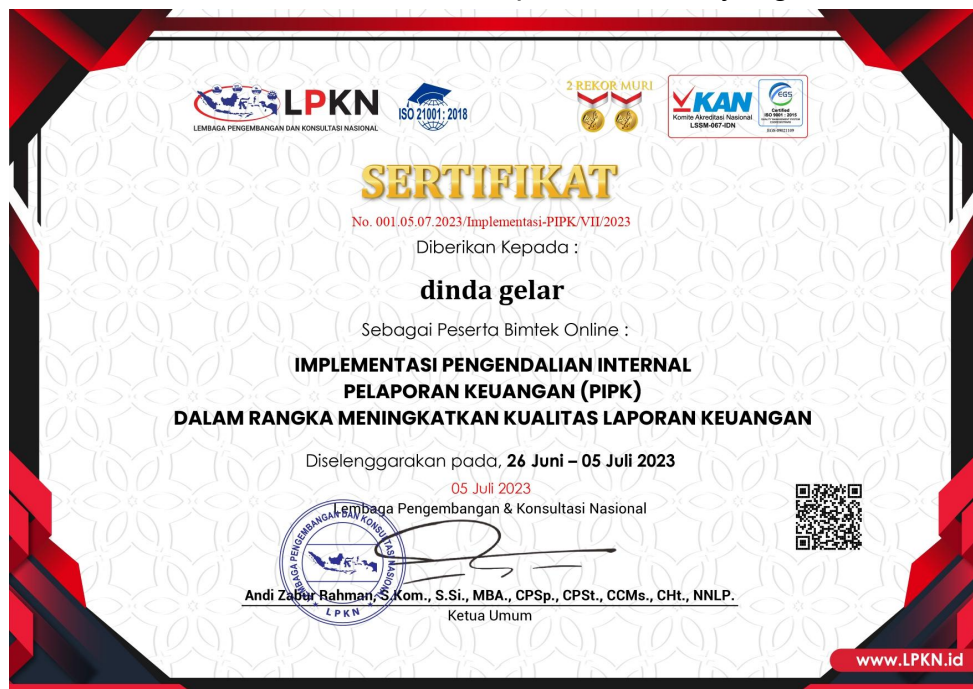 LPKN
LEMBAGA PENGEMBANGAN DAN KONSULTASI NASIONAL
ISO 21001: 2018
2 REKOR MURI
KAN
Komite Akreditasi Nasional
LSSM-067-IDN
EGS
Certified
ISO 9001 : 2015
SERTIFIKAT
No. 001.05.07.2023/Implementasi-PIPK/VII/2023
Diberikan Kepada :
dinda gelar
Sebagai Peserta Bimtek Online :
IMPLEMENTASI PENGENDALIAN INTERNAL
PELAPORAN KEUANGAN (PIPK)
DALAM RANGKA MENINGKATKAN KUALITAS LAPORAN KEUANGAN
Diselenggarakan pada, 26 Juni – 05 Juli 2023
05 Juli 2023
Lembaga Pengembangan & Konsultasi Nasional
LEMBAGA PENGEMBANGAN DAN KONSULTAS NASIONAL
LPKN
Andi Zabur Rahman, S.Kom., S.Si., MBA., CPSp., CPSt., CCMs., CHt., NNLP.
Ketua Umum
www.LPKN.id